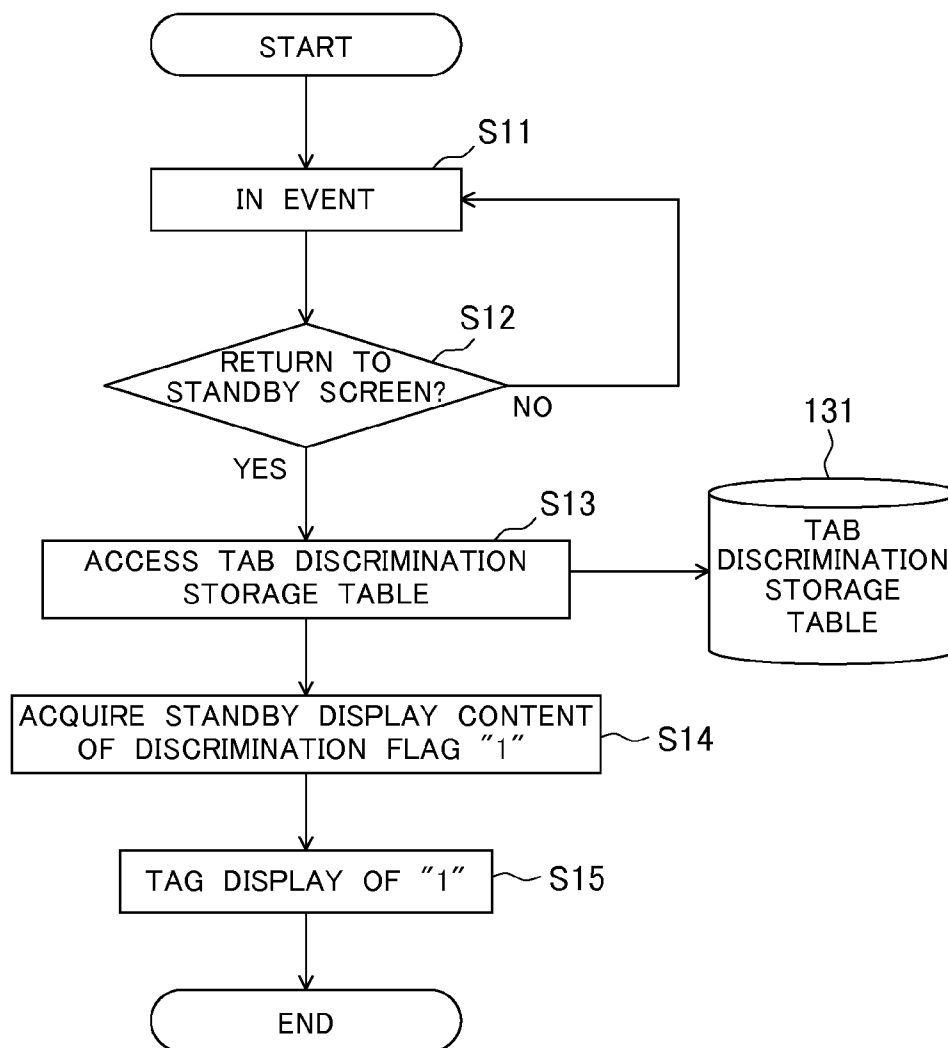 START
S11
IN EVENT
S12
RETURN TO
STANDBY SCREEN?
NO
YES
131
S13
ACCESS TAB DISCRIMINATION
STORAGE TABLE
TAB
DISCRIMINATION
STORAGE
TABLE
ACQUIRE STANDBY DISPLAY CONTENT
OF DISCRIMINATION FLAG "1"
S14
TAG DISPLAY OF "1"
S15
END